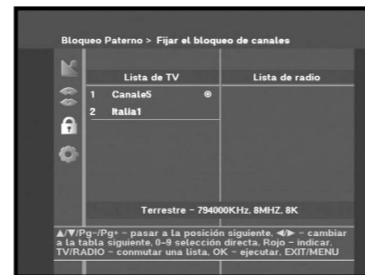 Bloqueo Paterno > Fijar el bloqueo de canales
Lista de TV Lista de radio
1 Canale5
2 Italia1
Terrestre – 794000KHz, 8MHZ, 8K
▲/▼/Pg-/Pg+ – pasar a la posición siguiente, ◀/▶ – cambiar
a la tabla siguiente, 0-9 selección directa, Rojo – indicar,
TV/RADIO – conmutar una lista, OK – ejecutar, EXIT/MENU